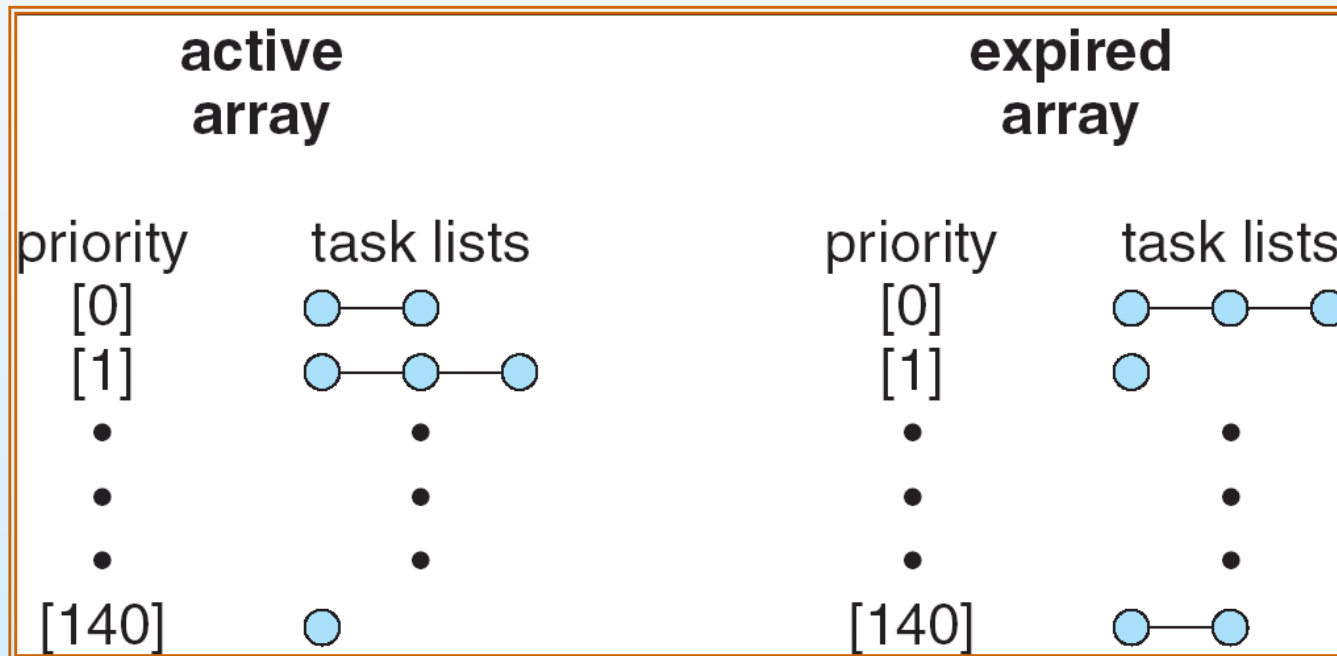 active
array
expired
array
priority task lists
priority task lists
[0]
[0]
[1]
[1]
[140]
[140]